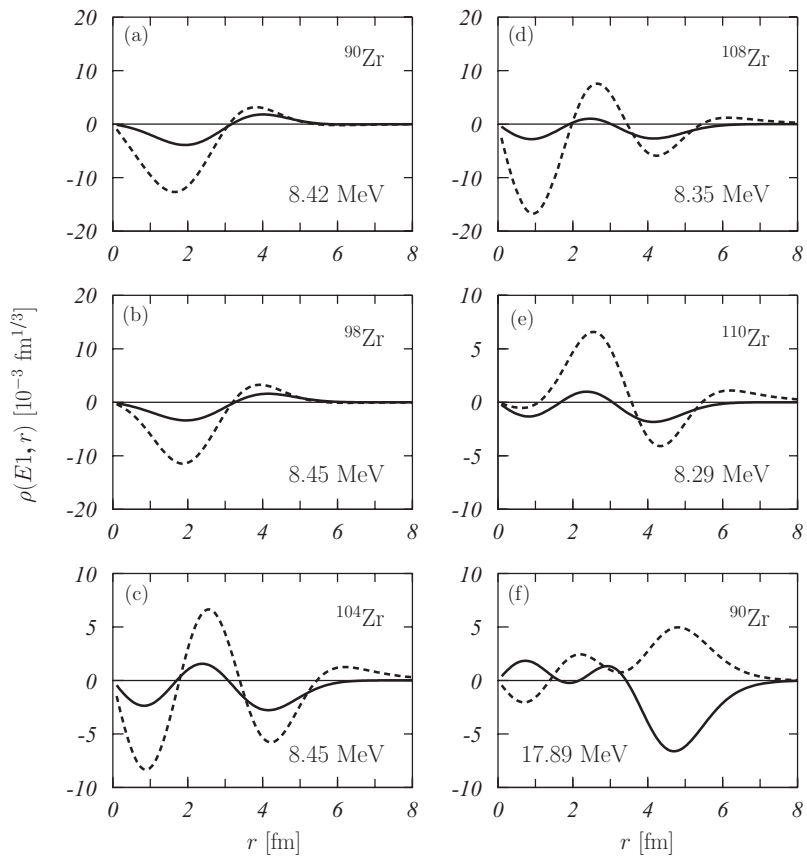 (a)
⁹⁰Zr
8.42 MeV
20
10
0
-10
-20
0 2 4 6 8
(b)
⁹⁸Zr
8.45 MeV
20
10
0
-10
-20
0 2 4 6 8
(c)
¹⁰⁴Zr
8.45 MeV
10
5
0
-5
-10
0 2 4 6 8
r [fm]
ρ(E1, r) [10⁻³ fm¹/³]
(d)
¹⁰⁸Zr
8.35 MeV
20
10
0
-10
-20
0 2 4 6 8
(e)
¹¹⁰Zr
8.29 MeV
10
5
0
-5
-10
0 2 4 6 8
(f)
⁹⁰Zr
17.89 MeV
10
5
0
-5
-10
0 2 4 6 8
r [fm]